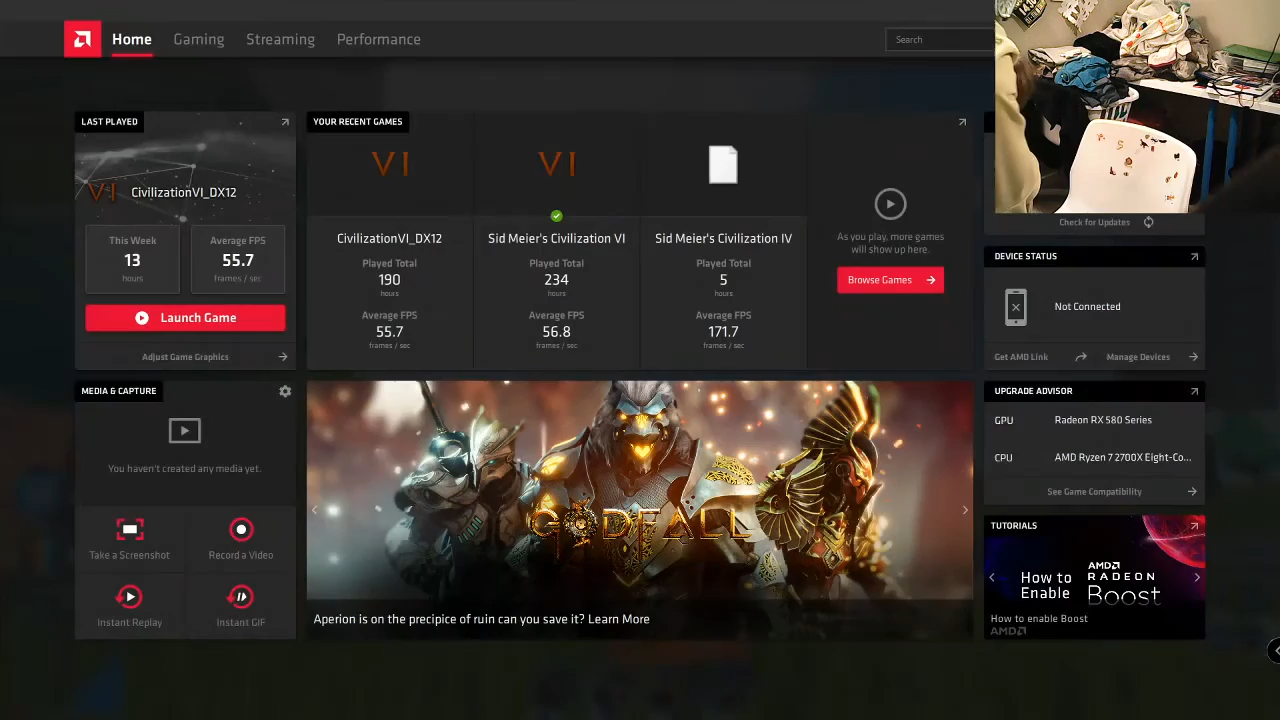 Home Gaming Streaming Performance
Search
LAST PLAYED
VI CivilizationVI_DX12
This Week
13
hours
Average FPS
55.7
frames / sec
Launch Game
Adjust Game Graphics
YOUR RECENT GAMES
VI
CivilizationVI_DX12
Played Total
190
hours
Average FPS
55.7
frames / sec
VI
Sid Meier's Civilization VI
Played Total
234
hours
Average FPS
56.8
frames / sec
Sid Meier's Civilization IV
Played Total
5
hours
Average FPS
171.7
frames / sec
As you play, more games
will show up here.
Browse Games
Check for Updates
DEVICE STATUS
Not Connected
Get AMD Link
Manage Devices
MEDIA & CAPTURE
You haven't created any media yet.
Take a Screenshot
Record a Video
Instant Replay
Instant GIF
GODFALL
Aperion is on the precipice of ruin can you save it? Learn More
UPGRADE ADVISOR
GPU Radeon RX 580 Series
CPU AMD Ryzen 7 2700X Eight-Co...
See Game Compatibility
TUTORIALS
How to
Enable
AMD
RADEON
Boost
How to enable Boost
AMD